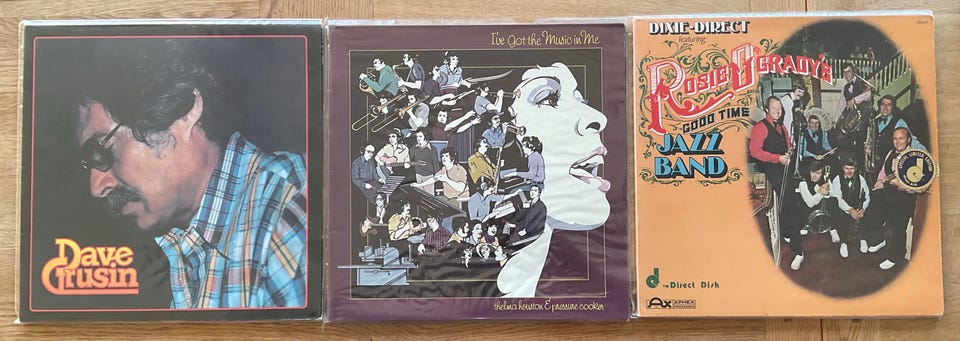 Dave
Grusin
I've Got the Music in Me
thelma houston & pressure cooker
DIXIE-DIRECT
featuring
ROSIE O'GRADY'S
GOOD TIME
JAZZ
BAND
Direct Disk
APHEX